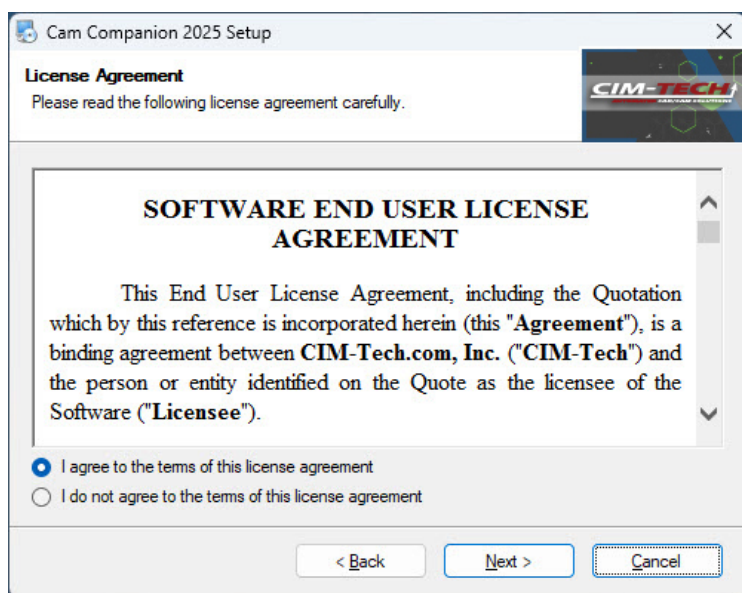 Cam Companion 2025 Setup
License Agreement
Please read the following license agreement carefully.
CIM-TECH
CAD/CAM SOLUTIONS
SOFTWARE END USER LICENSE
AGREEMENT
This End User License Agreement, including the Quotation
which by this reference is incorporated herein (this "Agreement"), is a
binding agreement between CIM-Tech.com, Inc. ("CIM-Tech") and
the person or entity identified on the Quote as the licensee of the
Software ("Licensee").
I agree to the terms of this license agreement
I do not agree to the terms of this license agreement
< Back
Next >
Cancel